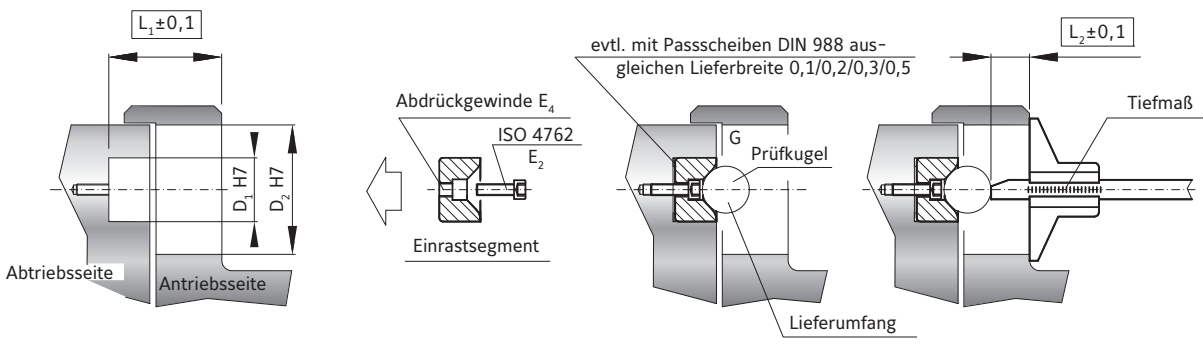 L₁±0,1
D₁ H7
D₂ H7
Abtriebsseite
Antriebsseite
Abdrückgewinde E₄
ISO 4762
E₂
Einrastsegment
evtl. mit Passscheiben DIN 988 aus-
gleichen Lieferbreite 0,1/0,2/0,3/0,5
G
Prüfkugel
Lieferumfang
L₂±0,1
Tiefmaß